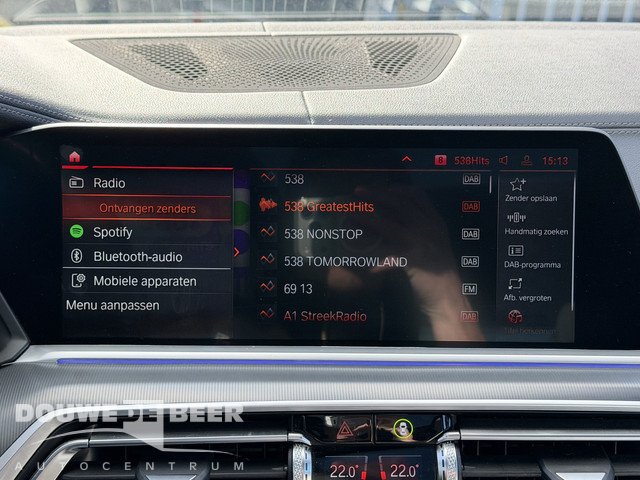 B 538Hits 15:13
Radio
Ontvangen zenders
Spotify
Bluetooth-audio
Mobiele apparaten
Menu aanpassen
538 DAB
538 GreatestHits DAB
538 NONSTOP DAB
538 TOMORROWLAND DAB
69 13 FM
A1 StreekRadio DAB
Zender opslaan
Handmatig zoeken
DAB-programma
Afb. vergroten
Titel herkennen
DOUWE DE BEER
AUTOCENTRUM
22.0° 22.0°